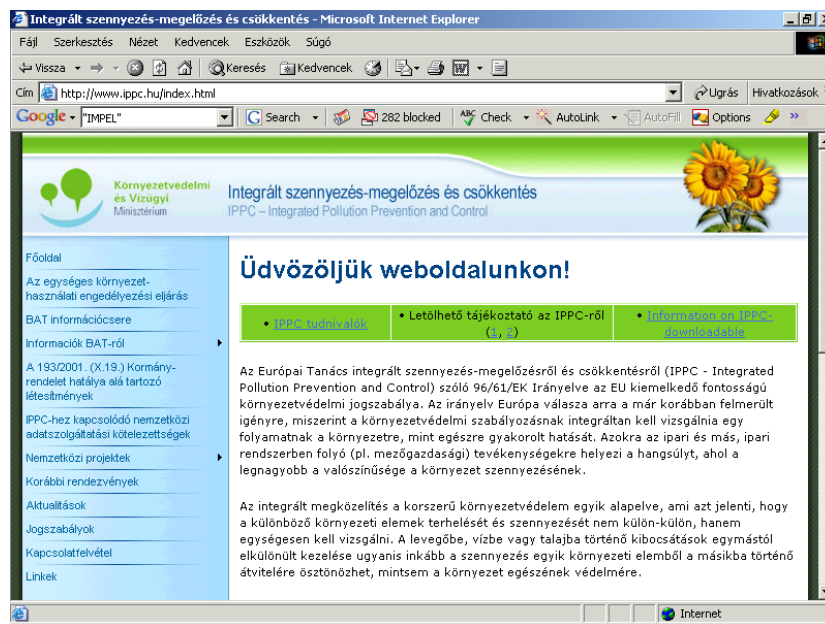 Integrált szennyezés-megelőzés és csökkentés - Microsoft Internet Explorer
Fájl Szerkesztés Nézet Kedvencek Eszközök Súgó
Vissza Keresés Kedvencek
Cím http://www.ippc.hu/index.html Ugrás Hivatkozások
Google "IMPEL" Search 282 blocked ABC Check AutoLink AutoFill Options »
Környezetvédelmi
és Vízügyi
Minisztérium
Integrált szennyezés-megelőzés és csökkentés
IPPC – Integrated Pollution Prevention and Control
Főoldal
Az egységes környezet-
használati engedélyezési eljárás
BAT információcsere
Informaciók BAT-ról
A 193/2001. (X.19.) Kormány-
rendelet hatálya alá tartozó
létesítmények
IPPC-hez kapcsolódó nemzetközi
adatszolgáltatási kötelezettségek
Nemzetközi projektek
Korábbi rendezvények
Aktualitások
Jogszabályok
Kapcsolatfelvétel
Linkek
Üdvözöljük weboldalunkon!
• IPPC tudnivalók
• Letölhető tájékoztató az IPPC-ről
(1, 2)
• Information on IPPC-
downloadable
Az Európai Tanács integrált szennyezés-megelőzésről és csökkentésről (IPPC - Integrated
Pollution Prevention and Control) szóló 96/61/EK Irányelve az EU kiemelkedő fontosságú
környezetvédelmi jogszabálya. Az irányelv Európa válasza arra a már korábban felmerült
igényre, miszerint a környezetvédelmi szabályozásnak integráltan kell vizsgálnia egy
folyamatnak a környezetre, mint egészre gyakorolt hatását. Azokra az ipari és más, ipari
rendszerben folyó (pl. mezőgazdasági) tevékenységekre helyezi a hangsúlyt, ahol a
legnagyobb a valószínűsége a környezet szennyezésének.
Az integrált megközelítés a korszerű környezetvédelem egyik alapelve, ami azt jelenti, hogy
a különböző környezeti elemek terhelését és szennyezését nem külön-külön, hanem
egységesen kell vizsgálni. A levegőbe, vízbe vagy talajba történő kibocsátások egymástól
elkülönült kezelése ugyanis inkább a szennyezés egyik környezeti elemből a másikba történő
átvitelére ösztönözhet, mintsem a környezet egészének védelmére.
Internet